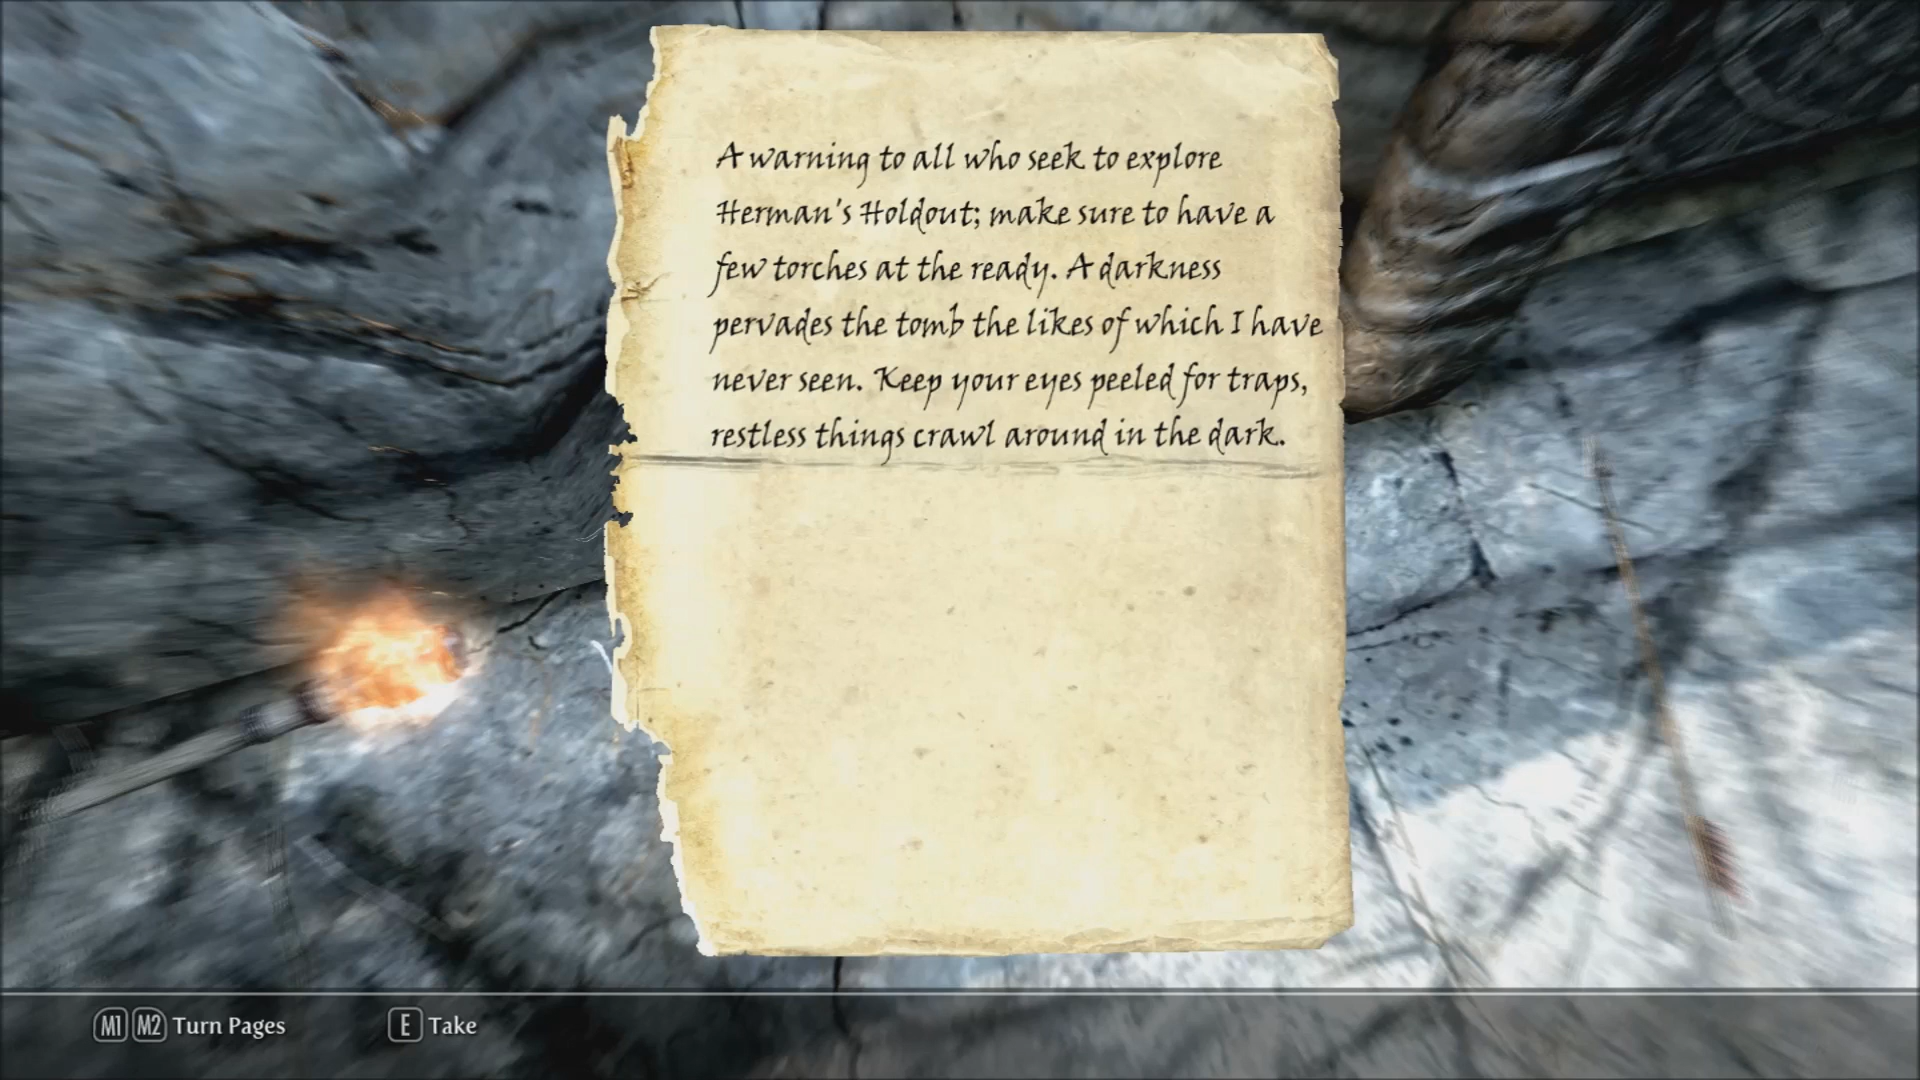 A warning to all who seek to explore
Herman's Holdout; make sure to have a
few torches at the ready. A darkness
pervades the tomb the likes of which I have
never seen. Keep your eyes peeled for traps,
restless things crawl around in the dark.
M1 M2 Turn Pages
E Take